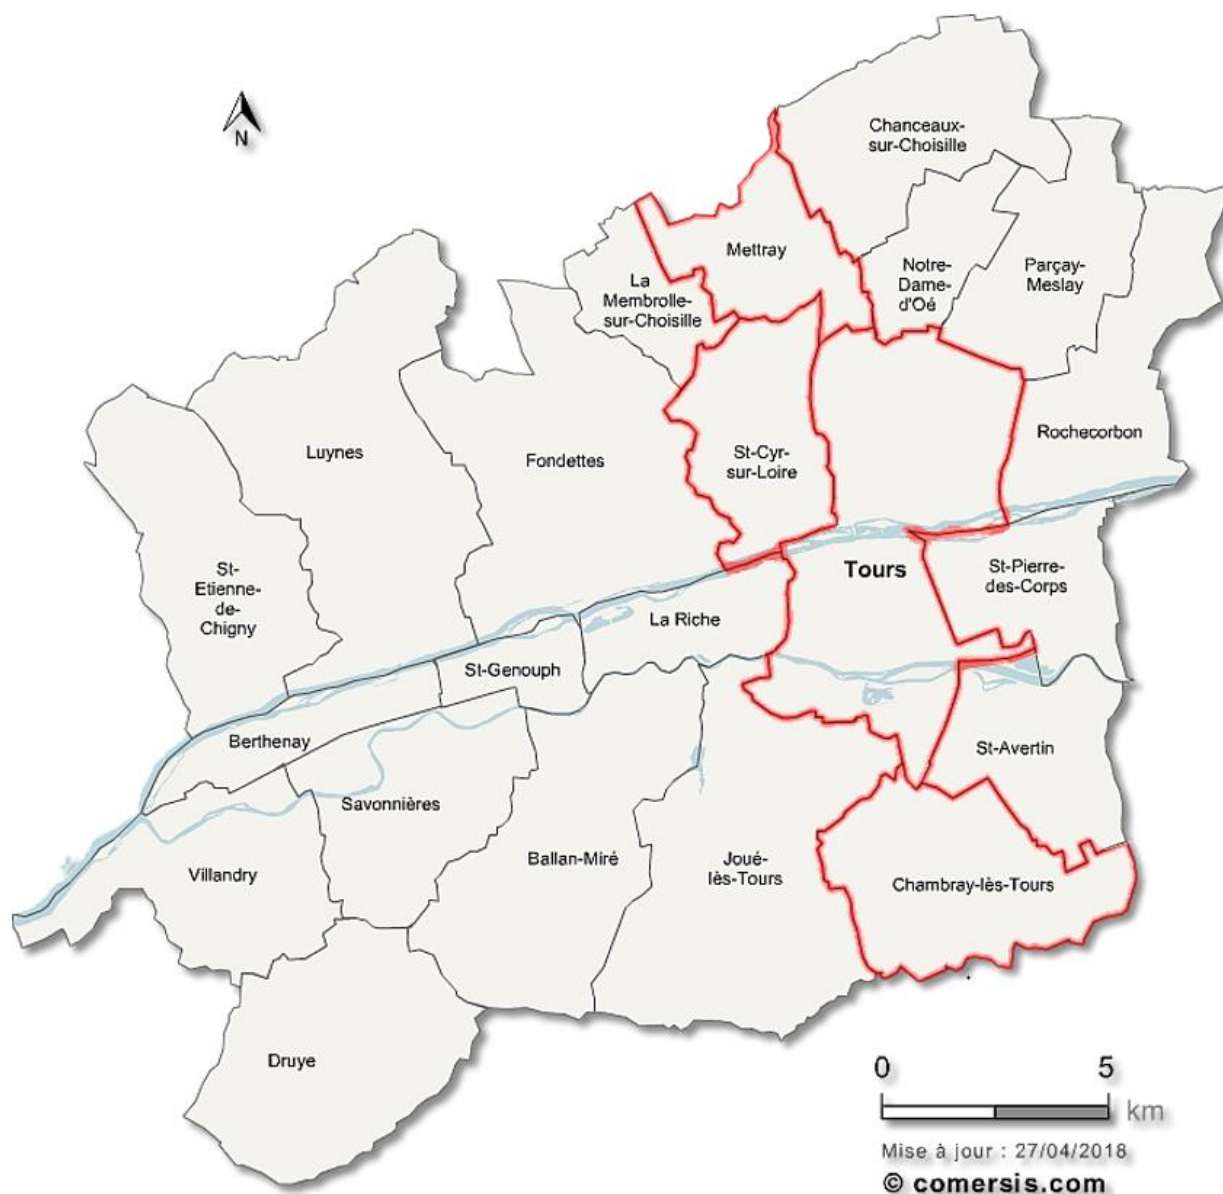 N
Chanceaux-
sur-Choisille
Mettray
Notre-
Dame-
d'Oé
Parçay-
Meslay
La
Membrolle-
sur-Choisille
Rochecorbon
Luynes
Fondettes
St-Cyr-
sur-Loire
St-
Etienne-
de-
Chigny
Tours
St-Pierre-
des-Corps
La Riche
St-Genouph
Berthenay
St-Avertin
Savonnières
Villandry
Ballan-Miré
Joué-
lès-Tours
Chambray-lès-Tours
Druye
0 5
km
Mise à jour : 27/04/2018
© comersis.com